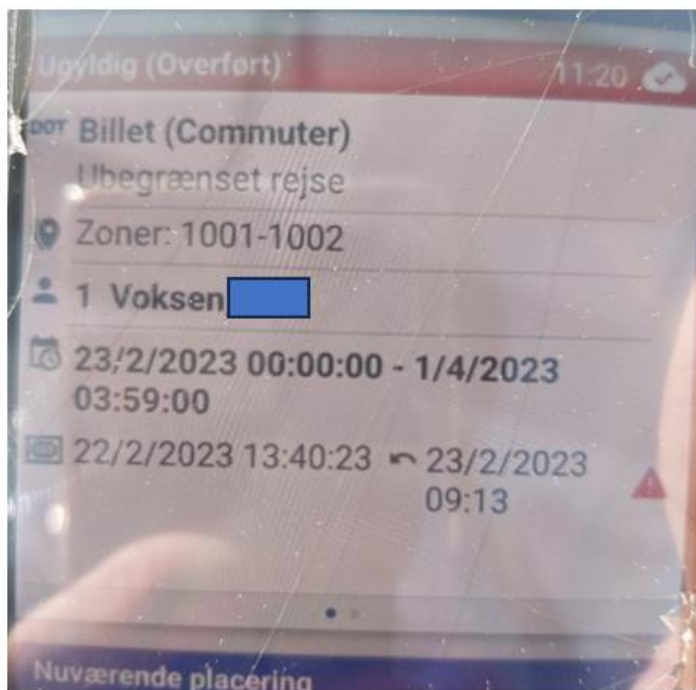 Ugyldig (Overført) 11:20
DOT Billet (Commuter)
Ubegrænset rejse
Zoner: 1001-1002
1 Voksen
23/2/2023 00:00:00 - 1/4/2023
03:59:00
22/2/2023 13:40:23 23/2/2023
09:13
Nuværende placering